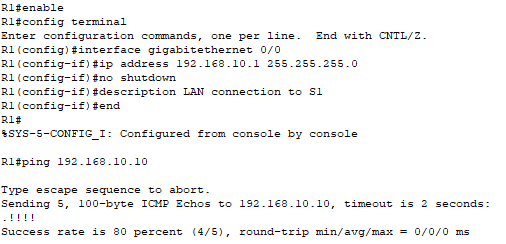 R1#enable
R1#config terminal
Enter configuration commands, one per line.  End with CNTL/Z.
R1(config)#interface gigabitethernet 0/0
R1(config-if)#ip address 192.168.10.1 255.255.255.0
R1(config-if)#no shutdown
R1(config-if)#description LAN connection to S1
R1(config-if)#end
R1#
%SYS-5-CONFIG_I: Configured from console by console
R1#ping 192.168.10.10
Type escape sequence to abort.
Sending 5, 100-byte ICMP Echos to 192.168.10.10, timeout is 2 seconds:
.!!!!
Success rate is 80 percent (4/5), round-trip min/avg/max = 0/0/0 ms